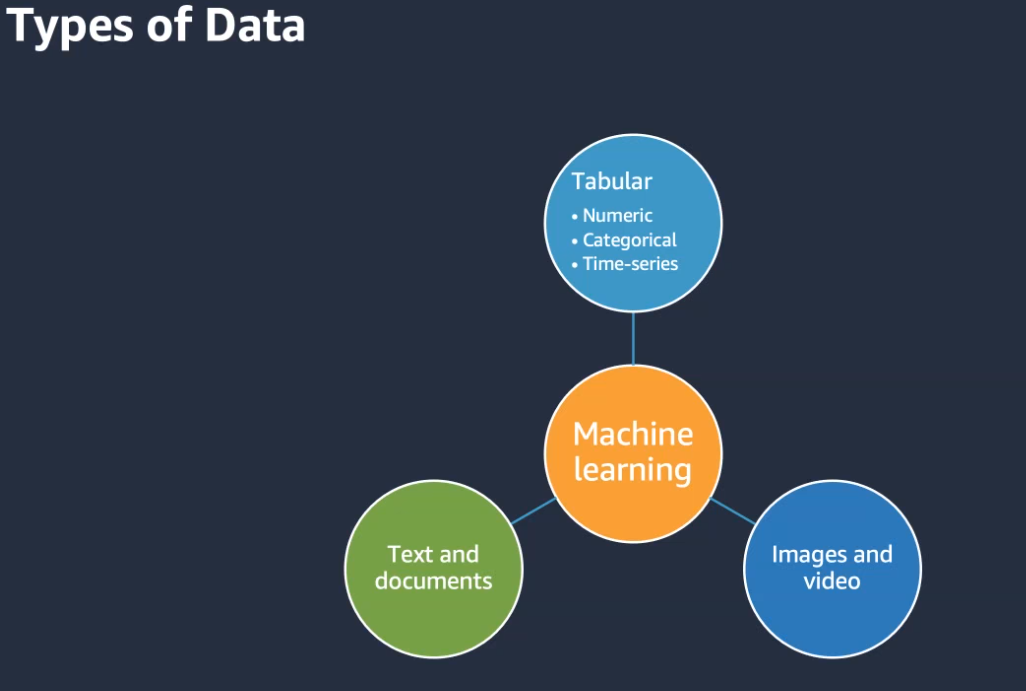 Types of Data
Tabular
• Numeric
• Categorical
• Time-series
Machine
learning
Text and
documents
Images and
video